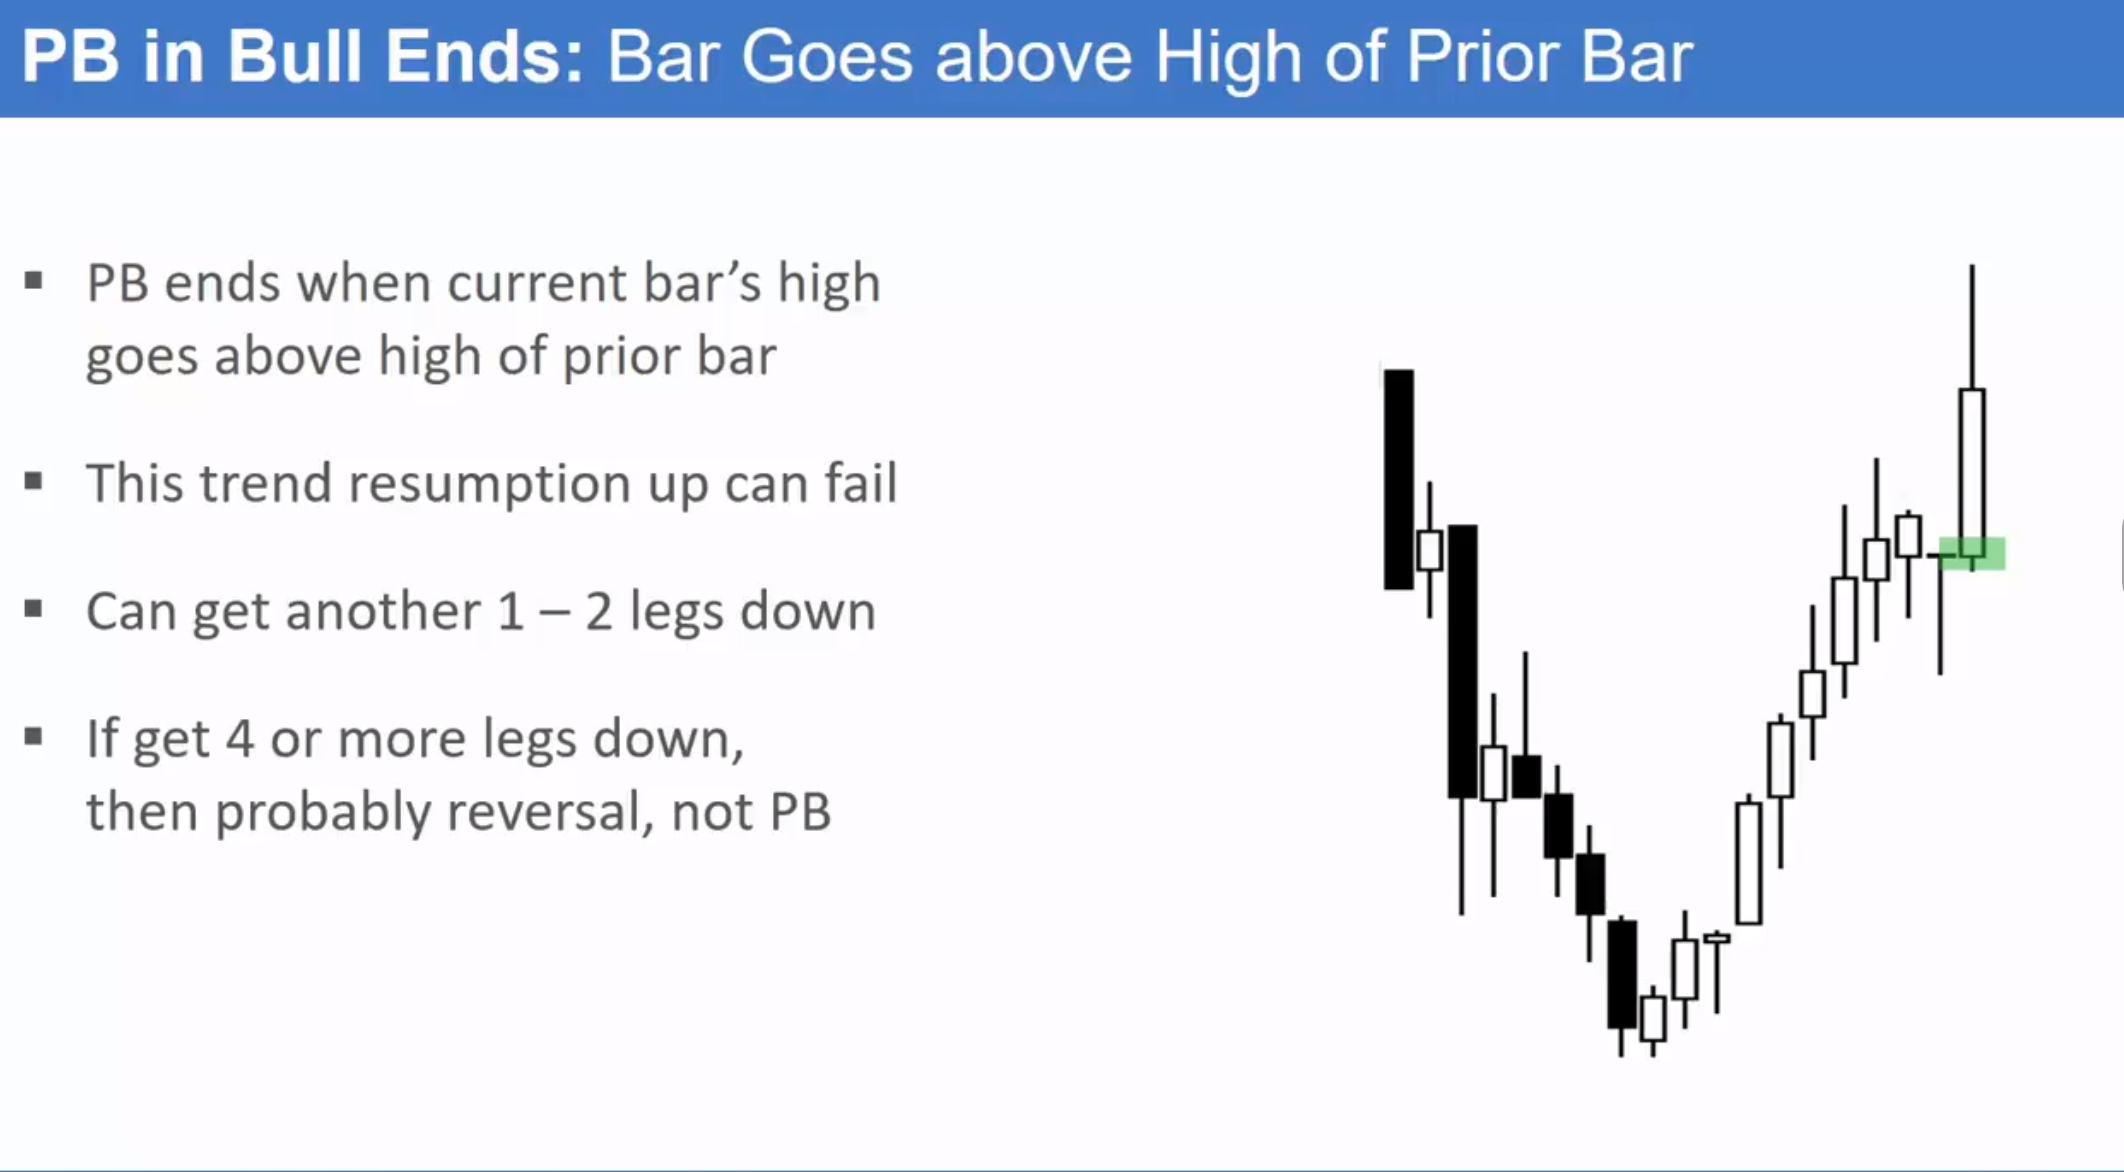 PB in Bull Ends: Bar Goes above High of Prior Bar
▪ PB ends when current bar’s high
goes above high of prior bar
▪ This trend resumption up can fail
▪ Can get another 1 – 2 legs down
▪ If get 4 or more legs down,
then probably reversal, not PB